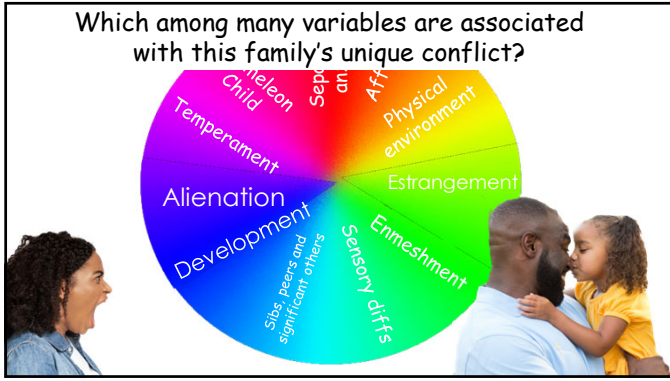 Which among many variables are associated
with this family's unique conflict?
Child
Temperament
Physical
environment
Alienation
Estrangement
Development
Enmeshment
Sibs, peers and
significant others
Sensory diffs